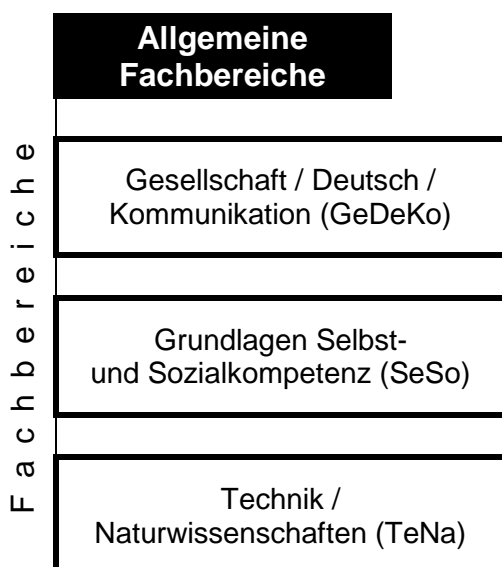 Allgemeine
Fachbereiche
Fachbereiche
Gesellschaft / Deutsch /
Kommunikation (GeDeKo)
Grundlagen Selbst-
und Sozialkompetenz (SeSo)
Technik /
Naturwissenschaften (TeNa)